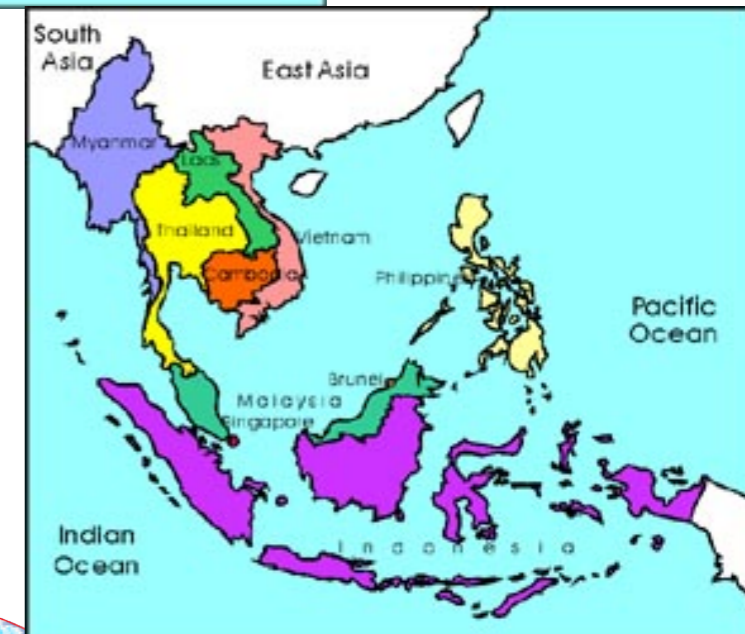 South
Asia
East Asia
Myanmar
Laos
Thailand
Vietnam
Cambodia
Philippines
Pacific
Ocean
Brunei
Malaysia
Singapore
Indian
Ocean
Indonesia